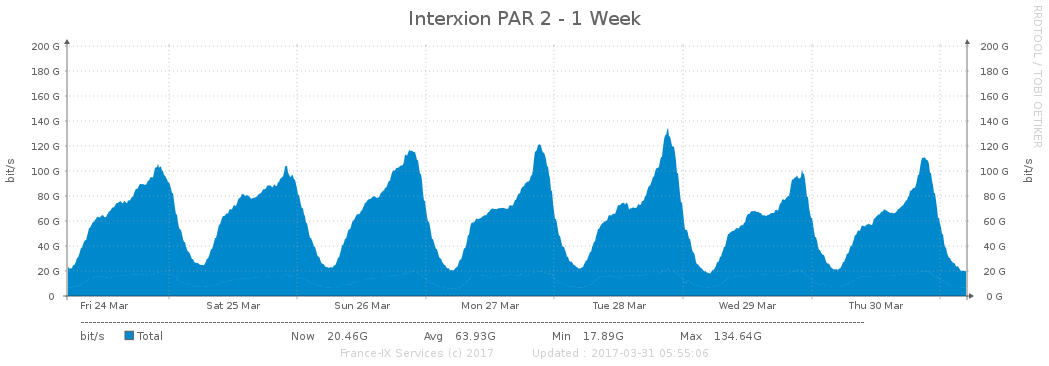 Interxion PAR 2 - 1 Week
RRDTOOL / TOBI OETIKER
bit/s
200 G 200 G
180 G 180 G
160 G 160 G
140 G 140 G
120 G 120 G
100 G 100 G
80 G 80 G
60 G 60 G
40 G 40 G
20 G 20 G
0 0 G
bit/s
Fri 24 Mar Sat 25 Mar Sun 26 Mar Mon 27 Mar Tue 28 Mar Wed 29 Mar Thu 30 Mar
bit/s Total Now 20.46G Avg 63.93G Min 17.89G Max 134.64G
France-IX Services (c) 2017 Updated : 2017-03-31 05:55:06